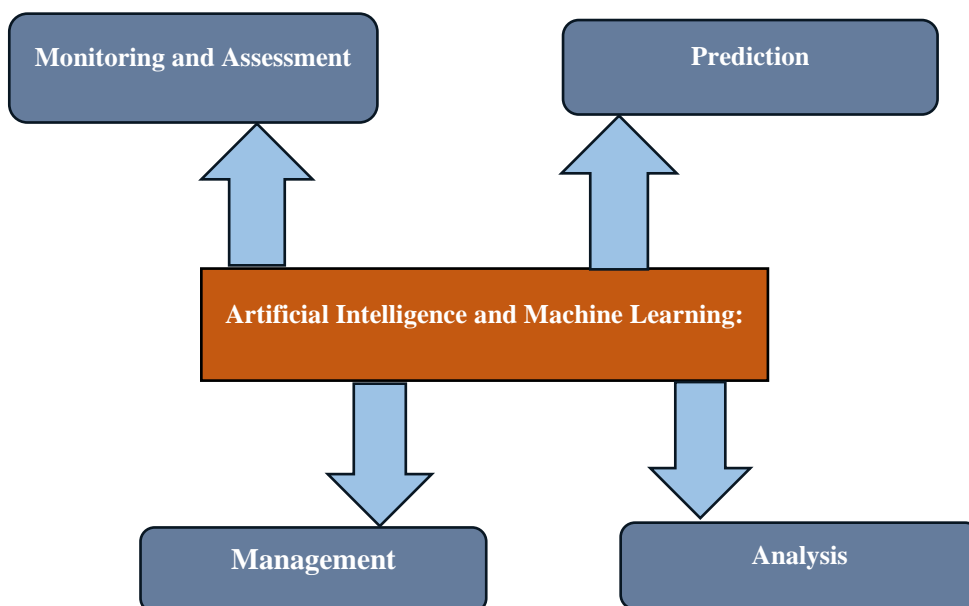 Monitoring and Assessment
Prediction
Artificial Intelligence and Machine Learning:
Management
Analysis